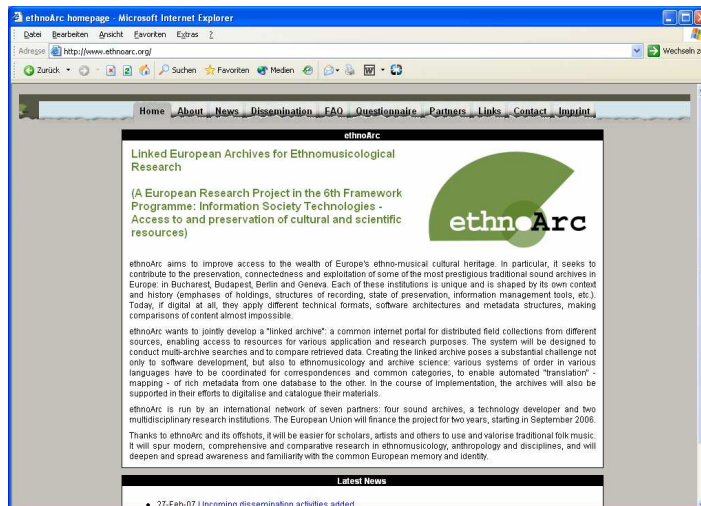 ethnoArc homepage - Microsoft Internet Explorer
Datei Bearbeiten Ansicht Favoriten Extras ?
Adresse http://www.ethnoarc.org/ Wechseln z
Zurück Suchen Favoriten Medien
Home About News Dissemination FAQ Questionnaire Partners Links Contact Imprint
ethnoArc
Linked European Archives for Ethnomusicological
Research
(A European Research Project in the 6th Framework
Programme: Information Society Technologies -
Access to and preservation of cultural and scientific
resources)
ethnoArc
ethnoArc aims to improve access to the wealth of Europe's ethno-musical cultural heritage. In particular, it seeks to
contribute to the preservation, connectedness and exploitation of some of the most prestigious traditional sound archives in
Europe: in Bucharest, Budapest, Berlin and Geneva. Each of these institutions is unique and is shaped by its own context
and history (emphases of holdings, structures of recording, state of preservation, information management tools, etc.).
Today, if digital at all, they apply different technical formats, software architectures and metadata structures, making
comparisons of content almost impossible.
ethnoArc wants to jointly develop a "linked archive": a common internet portal for distributed field collections from different
sources, enabling access to resources for various application and research purposes. The system will be designed to
conduct multi-archive searches and to compare retrieved data. Creating the linked archive poses a substantial challenge not
only to software development, but also to ethnomusicology and archive science: various systems of order in various
languages have to be coordinated for correspondences and common categories, to enable automated "translation" -
mapping - of rich metadata from one database to the other. In the course of implementation, the archives will also be
supported in their efforts to digitalise and catalogue their materials.
ethnoArc is run by an international network of seven partners: four sound archives, a technology developer and two
multidisciplinary research institutions. The European Union will finance the project for two years, starting in September 2006.
Thanks to ethnoArc and its offshots, it will be easier for scholars, artists and others to use and valorise traditional folk music.
It will spur modern, comprehensive and comparative research in ethnomusicology, anthropology and disciplines, and will
deepen and spread awareness and familiarity with the common European memory and identity.
Latest News
27-Feb-07 Upcoming dissemination activities added